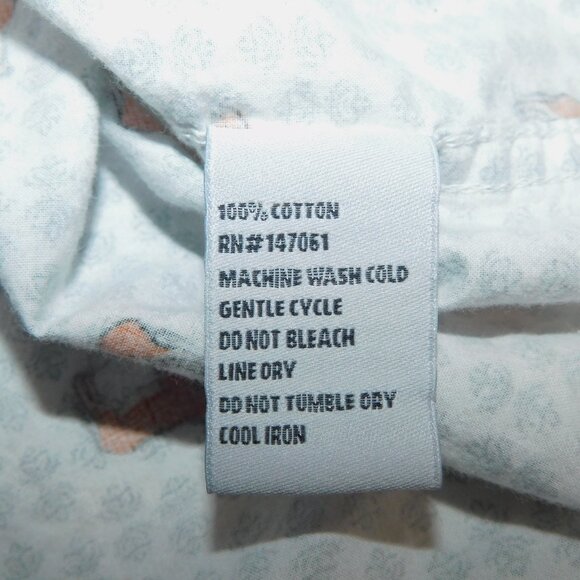 100% COTTON
RN#147061
MACHINE WASH COLD
GENTLE CYCLE
DO NOT BLEACH
LINE DRY
DO NOT TUMBLE DRY
COOL IRON